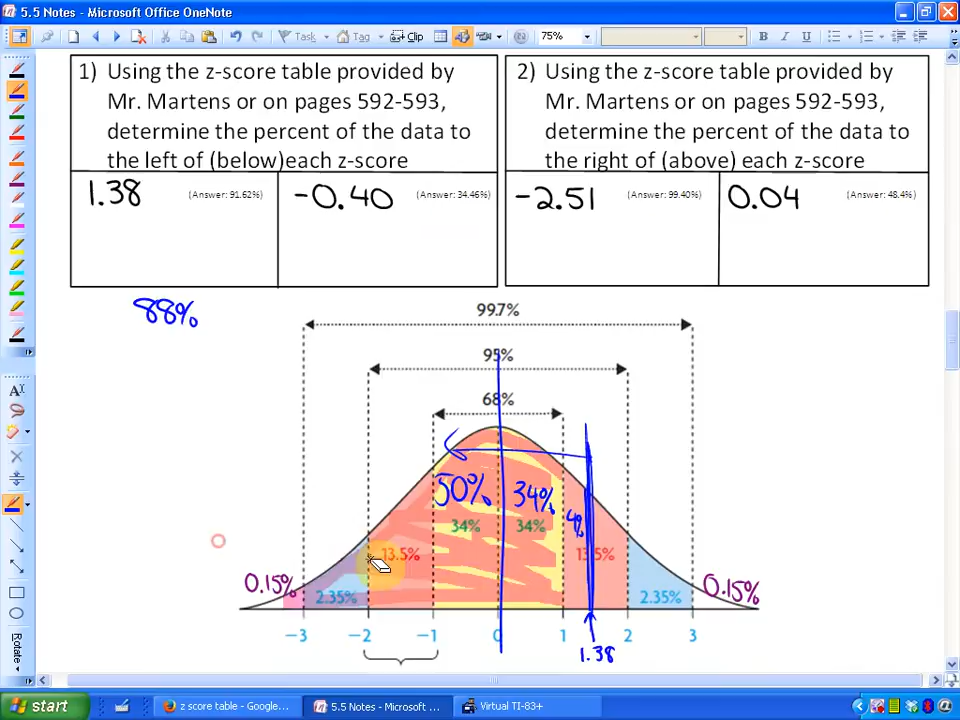 5.5 Notes - Microsoft Office OneNote
Task
Tag
Clip
75%
B I U
1) Using the z-score table provided by
Mr. Martens or on pages 592-593,
determine the percent of the data to
the left of (below)each z-score
2) Using the z-score table provided by
Mr. Martens or on pages 592-593,
determine the percent of the data to
the right of (above) each z-score
1.38 (Answer: 91.62%)
-0.40 (Answer: 34.46%)
-2.51 (Answer: 99.40%)
0.04 (Answer: 48.4%)
88%
99.7%
95%
68%
50% 34% 4%
34% 34%
13.5% 13.5%
0.15% 2.35% 2.35% 0.15%
−3 −2 −1 0 1 2 3
1.38
A
Rotate
start
z score table - Google...
5.5 Notes - Microsoft ...
Virtual TI-83+